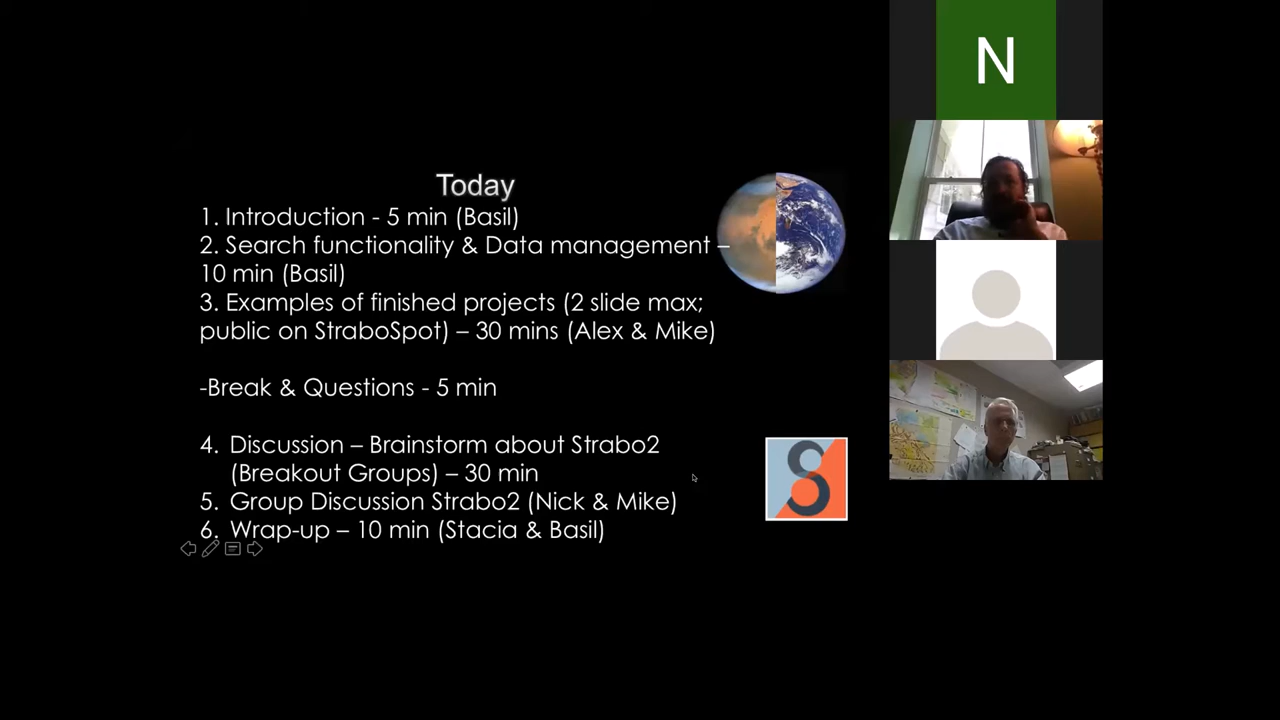 Today
1. Introduction - 5 min (Basil)
2. Search functionality & Data management –
10 min (Basil)
3. Examples of finished projects (2 slide max;
public on StraboSpot) – 30 mins (Alex & Mike)
-Break & Questions - 5 min
4. Discussion – Brainstorm about Strabo2
(Breakout Groups) – 30 min
5. Group Discussion Strabo2 (Nick & Mike)
6. Wrap-up – 10 min (Stacia & Basil)
N